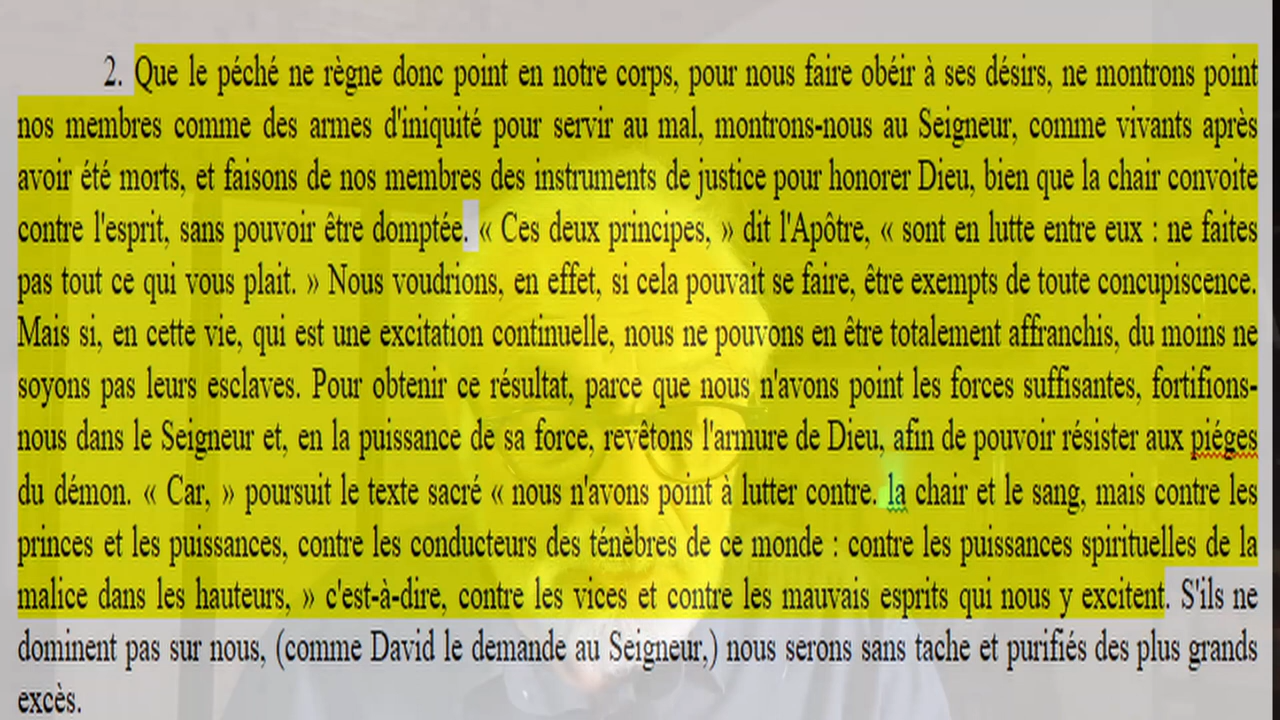 2. Que le péché ne règne donc point en notre corps, pour nous faire obéir à ses désirs, ne montrons point
nos membres comme des armes d'iniquité pour servir au mal, montrons-nous au Seigneur, comme vivants après
avoir été morts, et faisons de nos membres des instruments de justice pour honorer Dieu, bien que la chair convoite
contre l'esprit, sans pouvoir être domptée. « Ces deux principes, » dit l'Apôtre, « sont en lutte entre eux : ne faites
pas tout ce qui vous plait. » Nous voudrions, en effet, si cela pouvait se faire, être exempts de toute concupiscence.
Mais si, en cette vie, qui est une excitation continuelle, nous ne pouvons en être totalement affranchis, du moins ne
soyons pas leurs esclaves. Pour obtenir ce résultat, parce que nous n'avons point les forces suffisantes, fortifions-
nous dans le Seigneur et, en la puissance de sa force, revêtons l'armure de Dieu, afin de pouvoir résister aux piéges
du démon. « Car, » poursuit le texte sacré « nous n'avons point à lutter contre. la chair et le sang, mais contre les
princes et les puissances, contre les conducteurs des ténèbres de ce monde : contre les puissances spirituelles de la
malice dans les hauteurs, » c'est-à-dire, contre les vices et contre les mauvais esprits qui nous y excitent. S'ils ne
dominent pas sur nous, (comme David le demande au Seigneur,) nous serons sans tache et purifiés des plus grands
excès.